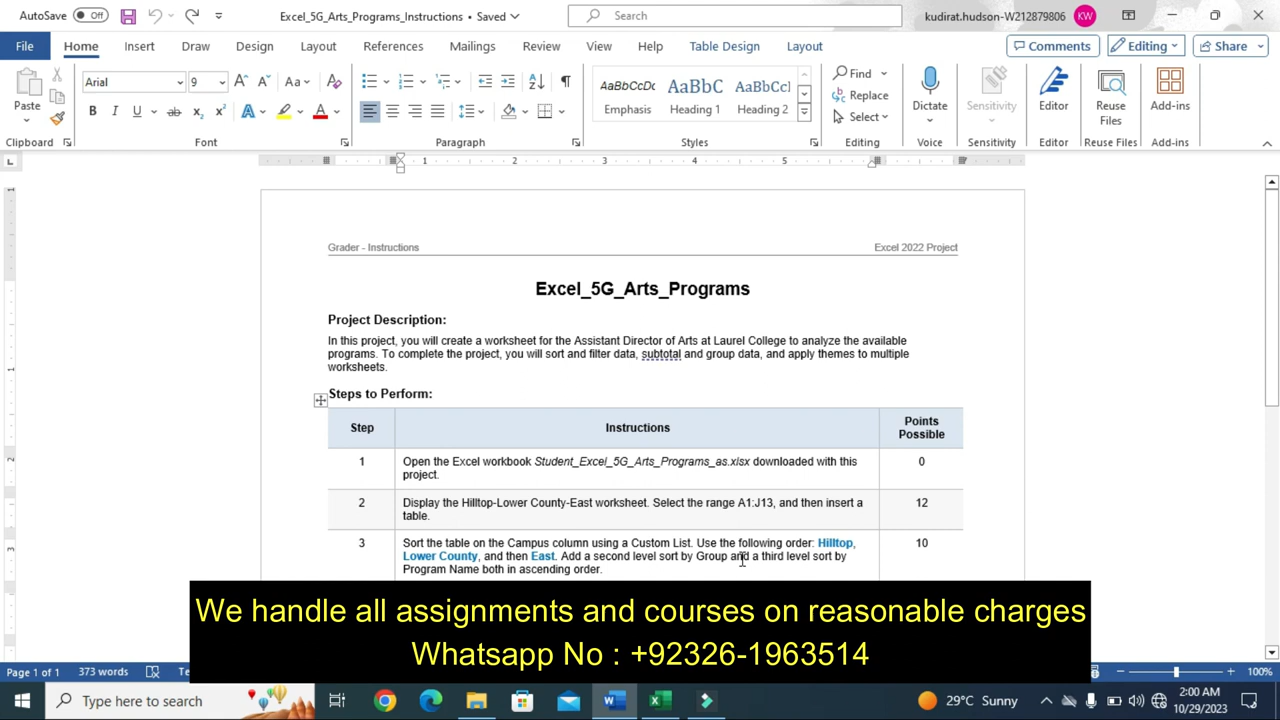 AutoSave Off Excel_5G_Arts_Programs_Instructions • Saved Search kudirat.hudson-W212879806 KW
File Home Insert Draw Design Layout References Mailings Review View Help Table Design Layout Comments Editing Share
Paste Arial 9 Aa AaBbCcDc AaBbC AaBbCc Find Replace Select Dictate Sensitivity Editor Reuse Files Add-ins
Emphasis Heading 1 Heading 2
Clipboard Font Paragraph Styles Editing Voice Sensitivity Editor Reuse Files Add-ins
1 2 3 4 5
Grader - Instructions Excel 2022 Project
Excel_5G_Arts_Programs
Project Description:
In this project, you will create a worksheet for the Assistant Director of Arts at Laurel College to analyze the available
programs. To complete the project, you will sort and filter data, subtotal and group data, and apply themes to multiple
worksheets.
Steps to Perform:
Step Instructions Points Possible
1 Open the Excel workbook Student_Excel_5G_Arts_Programs_as.xlsx downloaded with this 0
project.
2 Display the Hilltop-Lower County-East worksheet. Select the range A1:J13, and then insert a 12
table.
3 Sort the table on the Campus column using a Custom List. Use the following order: Hilltop, 10
Lower County, and then East. Add a second level sort by Group and a third level sort by
Program Name both in ascending order.
We handle all assignments and courses on reasonable charges
Whatsapp No : +92326-1963514
Page 1 of 1 373 words 100%
Type here to search 29°C Sunny 2:00 AM
10/29/2023